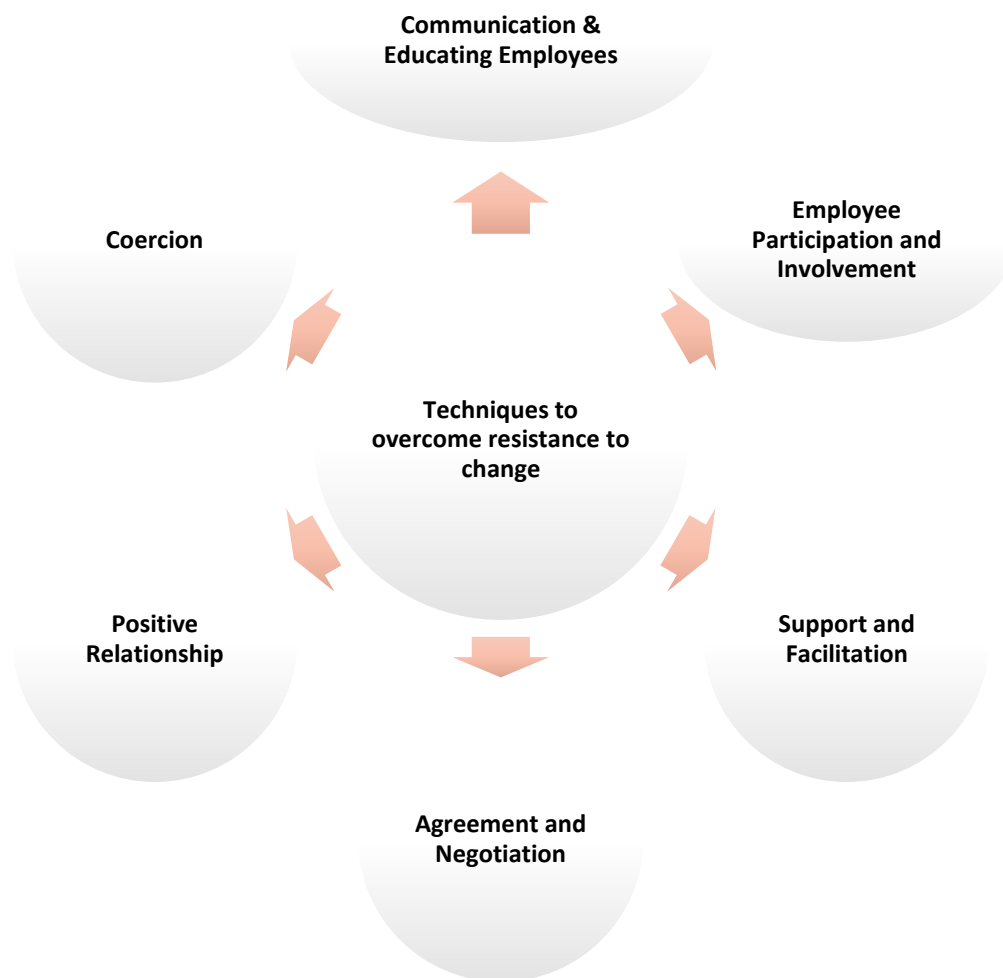 Communication &
Educating Employees
Employee
Participation and
Involvement
Coercion
Techniques to
overcome resistance to
change
Positive
Relationship
Support and
Facilitation
Agreement and
Negotiation